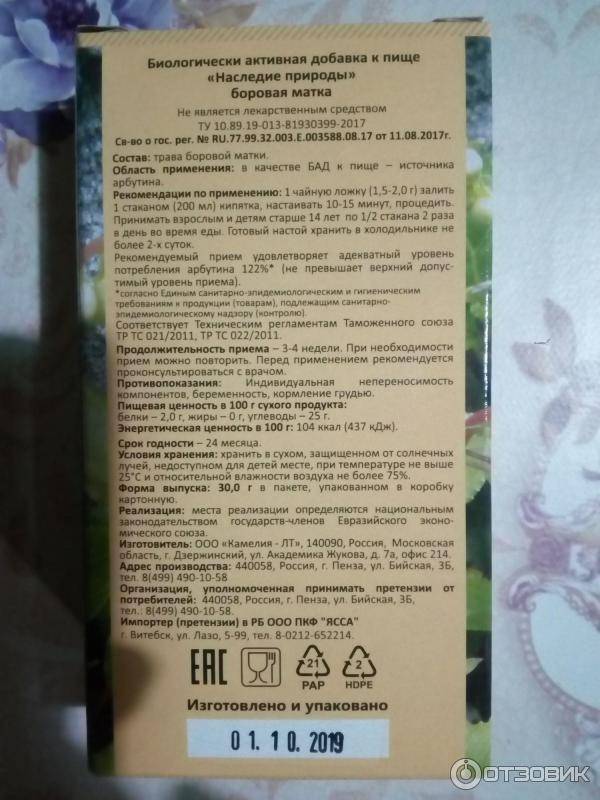 Биологически активная добавка к пище
«Наследие природы»
боровая матка
Не является лекарственным средством
ТУ 10.89.19-013-81930399-2017
Св-во о гос. рег. № RU.77.99.32.003.Е.003588.08.17 от 11.08.2017г.
Состав: трава боровой матки.
Область применения: в качестве БАД к пище – источника
арбутина.
Рекомендации по применению: 1 чайную ложку (1,5-2,0 г) залить
1 стаканом (200 мл) кипятка, настаивать 10-15 минут, процедить.
Принимать взрослым и детям старше 14 лет по 1/2 стакана 2 раза
в день во время еды. Готовый настой хранить в холодильнике не
более 2-х суток.
Рекомендуемый прием удовлетворяет адекватный уровень
потребления арбутина 122%* (не превышает верхний допус-
тимый уровень приема).
*согласно Единым санитарно-эпидемиологическим и гигиеническим
требованиям к продукции (товарам), подлежащим санитарно-
эпидемиологическому надзору (контролю).
Соответствует Техническим регламентам Таможенного союза
ТР ТС 021/2011, ТР ТС 022/2011.
Продолжительность приема – 3-4 недели. При необходимости
прием можно повторить. Перед применением рекомендуется
проконсультироваться с врачом.
Противопоказания: Индивидуальная непереносимость
компонентов, беременность, кормление грудью.
Пищевая ценность в 100 г сухого продукта:
белки – 2,0 г, жиры – 0 г, углеводы – 25 г.
Энергетическая ценность в 100 г: 104 ккал (437 кДж).
Срок годности – 24 месяца.
Условия хранения: хранить в сухом, защищенном от солнечных
лучей, недоступном для детей месте, при температуре не выше
25°С и относительной влажности воздуха не более 75%.
Форма выпуска: 30,0 г в пакете, упакованном в коробку
картонную.
Реализация: места реализации определяются национальным
законодательством государств-членов Евразийского эконо-
мического союза.
Изготовитель: ООО «Камелия - ЛТ», 140090, Россия, Московская
область, г. Дзержинский, ул. Академика Жукова, д. 7а, офис 214.
Адрес производства: 440058, Россия, г. Пенза, ул. Бийская, 3Б,
тел. 8(499) 490-10-58
Организация, уполномоченная принимать претензии от
потребителей: 440058, Россия, г. Пенза, ул. Бийская, 3Б,
тел.: 8(499) 490-10-58.
Импортер (претензии) в РБ ООО ПКФ "ЯССА"
г. Витебск, ул. Лазо, 5-99, тел. 8-0212-652214.
EAC 21 2
PAP HDPE
Изготовлено и упаковано
01.10.2019
ОТЗОВИК